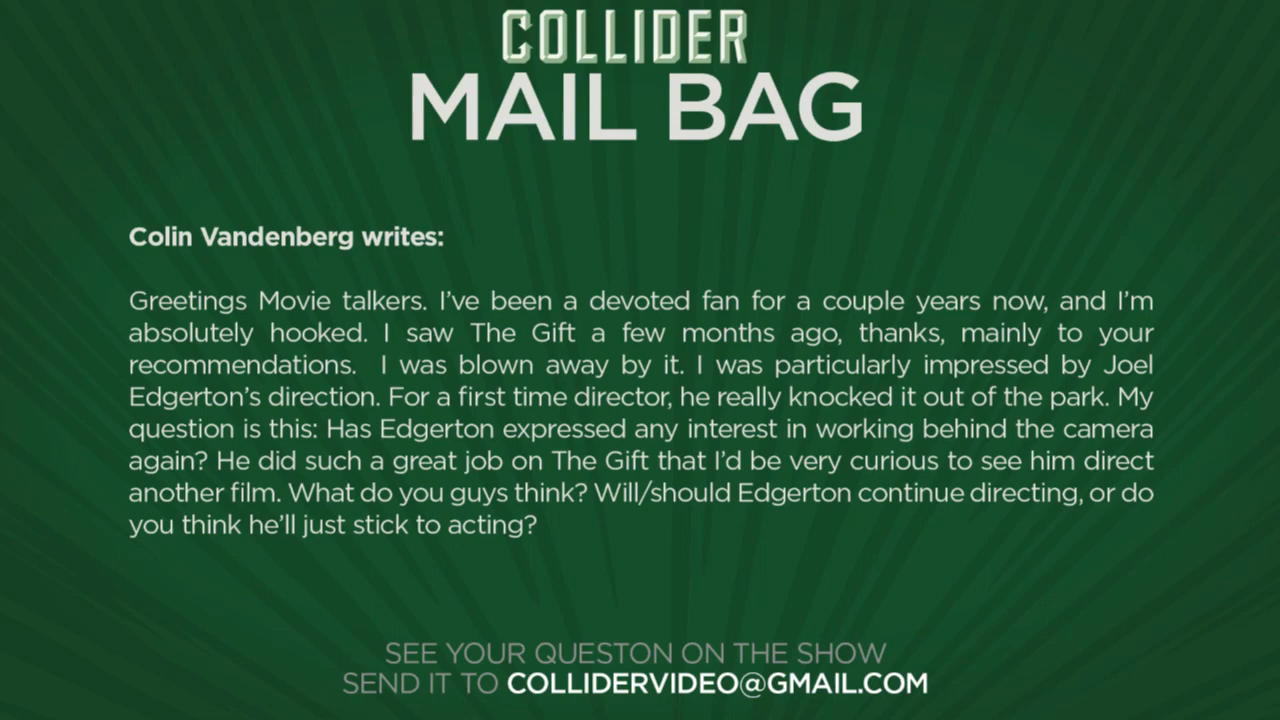 COLLIDER
MAIL BAG
Colin Vandenberg writes:
Greetings Movie talkers. I’ve been a devoted fan for a couple years now, and I’m
absolutely hooked. I saw The Gift a few months ago, thanks, mainly to your
recommendations. I was blown away by it. I was particularly impressed by Joel
Edgerton’s direction. For a first time director, he really knocked it out of the park. My
question is this: Has Edgerton expressed any interest in working behind the camera
again? He did such a great job on The Gift that I’d be very curious to see him direct
another film. What do you guys think? Will/should Edgerton continue directing, or do
you think he’ll just stick to acting?
SEE YOUR QUESTON ON THE SHOW
SEND IT TO COLLIDERVIDEO@GMAIL.COM